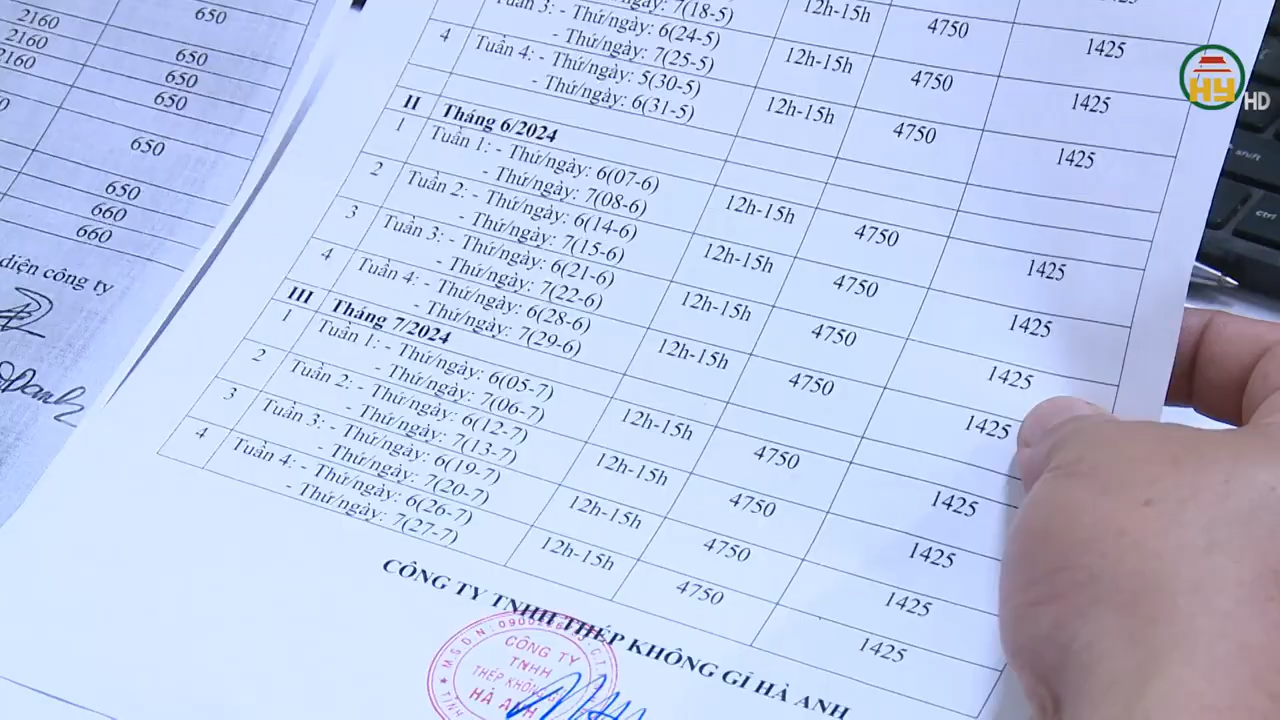 2160
650
2160
650
2160
650
650
650
650
660
660
diện công ty
Tuần 3: - Thứ/ngày: 6(24-5)
- Thứ/ngày: 7(25-5)
4 Tuần 4: - Thứ/ngày: 5(30-5)
- Thứ/ngày: 6(31-5)
7(18-5)
12h-15h
12h-15h 4750 1425
12h-15h 4750 1425
4750 1425
II Tháng 6/2024
1 Tuần 1: - Thứ/ngày: 6(07-6) 12h-15h 4750 1425
- Thứ/ngày: 7(08-6)
2 Tuần 2: - Thứ/ngày: 6(14-6) 12h-15h 4750 1425
- Thứ/ngày: 7(15-6)
3 Tuần 3: - Thứ/ngày: 6(21-6) 12h-15h 4750 1425
- Thứ/ngày: 7(22-6)
4 Tuần 4: - Thứ/ngày: 6(28-6) 12h-15h 4750 1425
- Thứ/ngày: 7(29-6)
III Tháng 7/2024
1 Tuần 1: - Thứ/ngày: 6(05-7) 12h-15h 4750 1425
- Thứ/ngày: 7(06-7)
2 Tuần 2: - Thứ/ngày: 6(12-7) 12h-15h 4750 1425
- Thứ/ngày: 7(13-7)
3 Tuần 3: - Thứ/ngày: 6(19-7) 12h-15h 4750 1425
- Thứ/ngày: 7(20-7)
4 Tuần 4: - Thứ/ngày: 6(26-7) 12h-15h 4750 1425
- Thứ/ngày: 7(27-7)
CÔNG TY TNHH THÉP KHÔNG GỈ HÀ ANH
CÔNG TY
TNHH
THÉP KHÔNG
HÀ ANH
HY HD
shift
ctrl